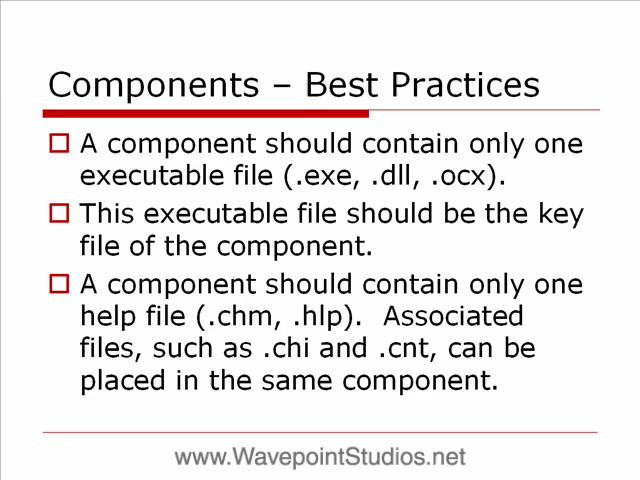 Components – Best Practices
A component should contain only one
executable file (.exe, .dll, .ocx).
This executable file should be the key
file of the component.
A component should contain only one
help file (.chm, .hlp).  Associated
files, such as .chi and .cnt, can be
placed in the same component.
www.WavepointStudios.net